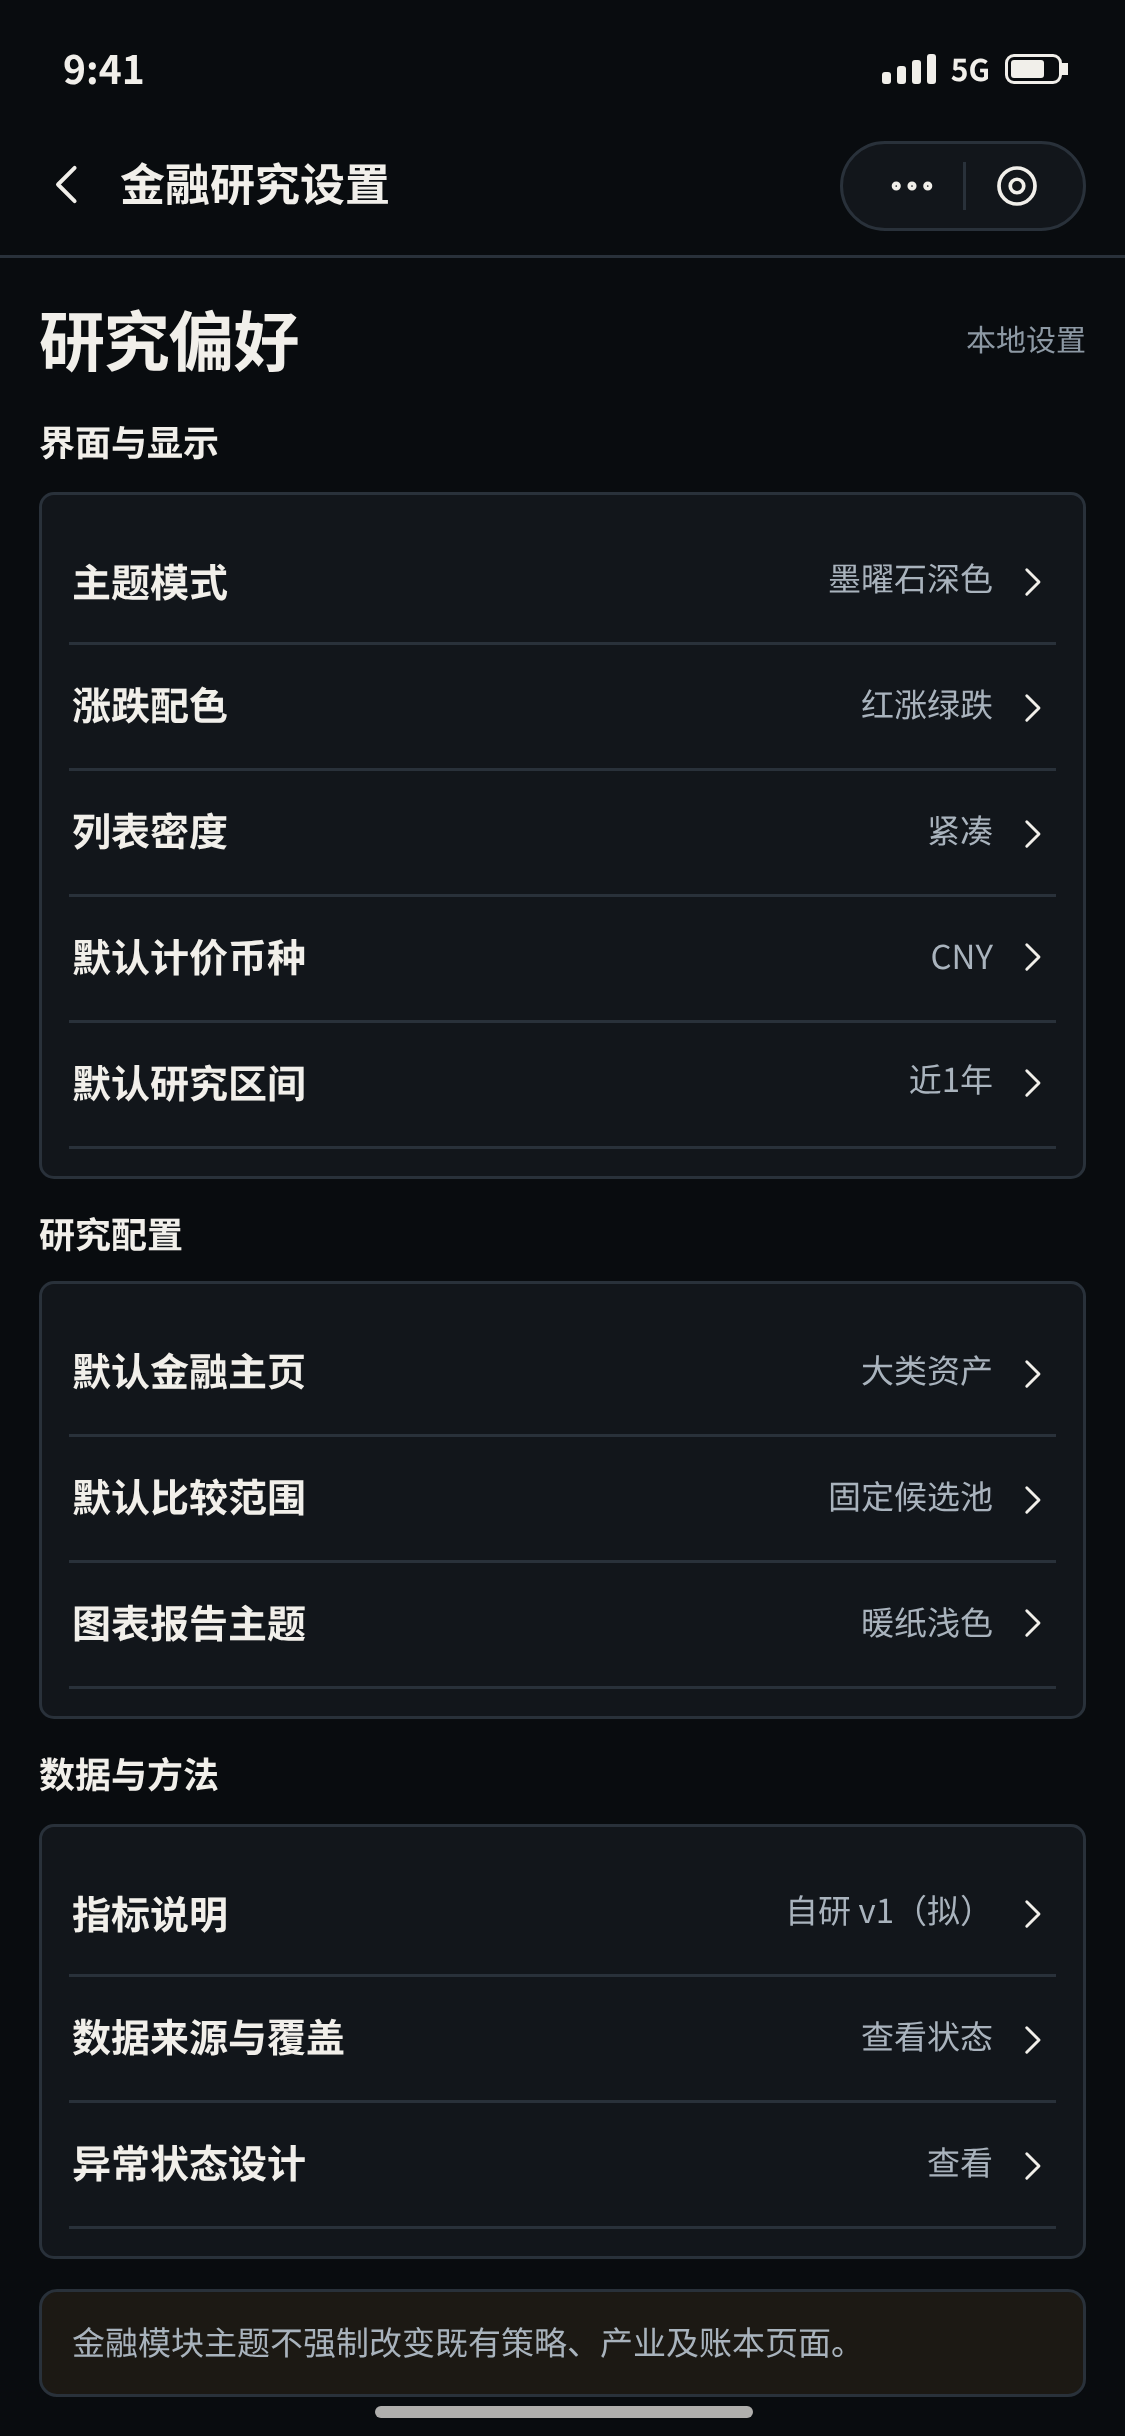 9:41 5G
金融研究设置
研究偏好 本地设置
界面与显示
主题模式 墨曜石深色
涨跌配色 红涨绿跌
列表密度 紧凑
默认计价币种 CNY
默认研究区间 近1年
研究配置
默认金融主页 大类资产
默认比较范围 固定候选池
图表报告主题 暖纸浅色
数据与方法
指标说明 自研 v1（拟）
数据来源与覆盖 查看状态
异常状态设计 查看
金融模块主题不强制改变既有策略、产业及账本页面。